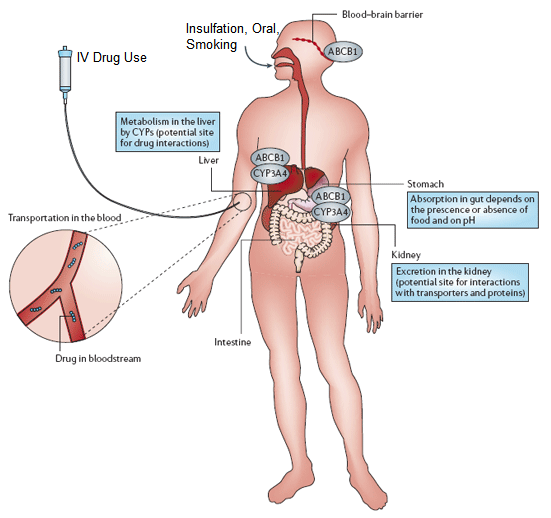 Blood–brain barrier
Insulfation, Oral,
Smoking
ABCB1
IV Drug Use
Metabolism in the liver
by CYPs (potential site
for drug interactions)
ABCB1
Liver
CYP3A4
Stomach
ABCB1
Absorption in gut depends on
the prescence or absence of
food and on pH
CYP3A4
Transportation in the blood
Kidney
Excretion in the kidney
(potential site for interactions
with transporters and proteins)
Intestine
Drug in bloodstream